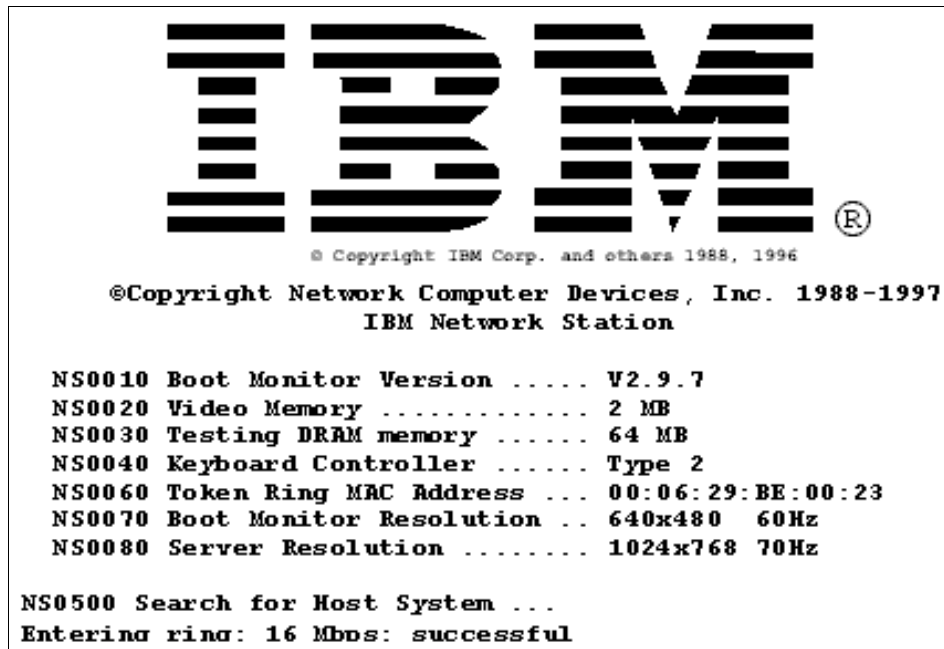 IBM ®
© Copyright IBM Corp. and others 1988, 1996
©Copyright Network Computer Devices, Inc. 1988-1997
IBM Network Station
NS0010 Boot Monitor Version ..... V2.9.7
NS0020 Video Memory ............. 2 MB
NS0030 Testing DRAM memory ...... 64 MB
NS0040 Keyboard Controller ...... Type 2
NS0060 Token Ring MAC Address ... 00:06:29:BE:00:23
NS0070 Boot Monitor Resolution .. 640x480 60Hz
NS0080 Server Resolution ........ 1024x768 70Hz
NS0500 Search for Host System ...
Entering ring: 16 Mbps: successful